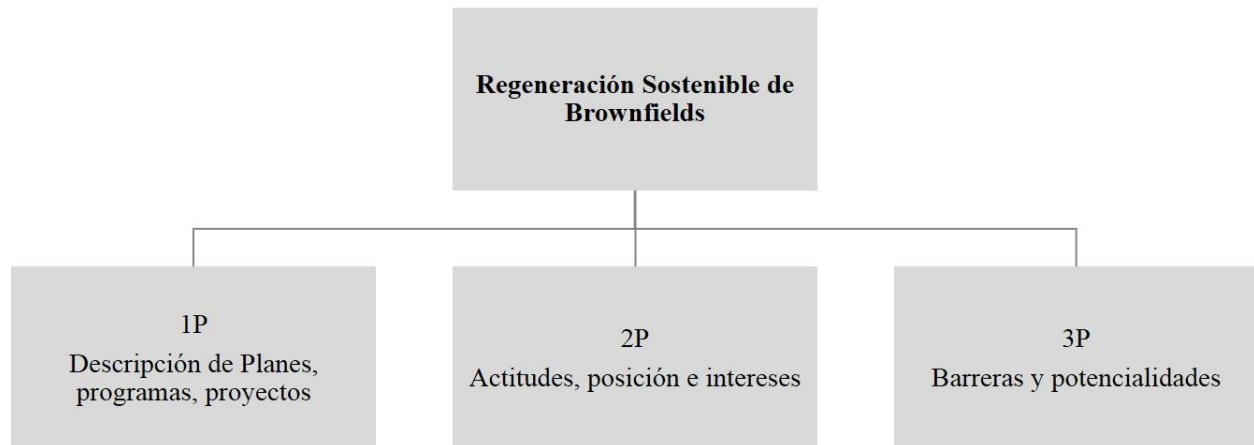 Regeneración Sostenible de
Brownfields
1P
Descripción de Planes,
programas, proyectos
2P
Actitudes, posición e intereses
3P
Barreras y potencialidades